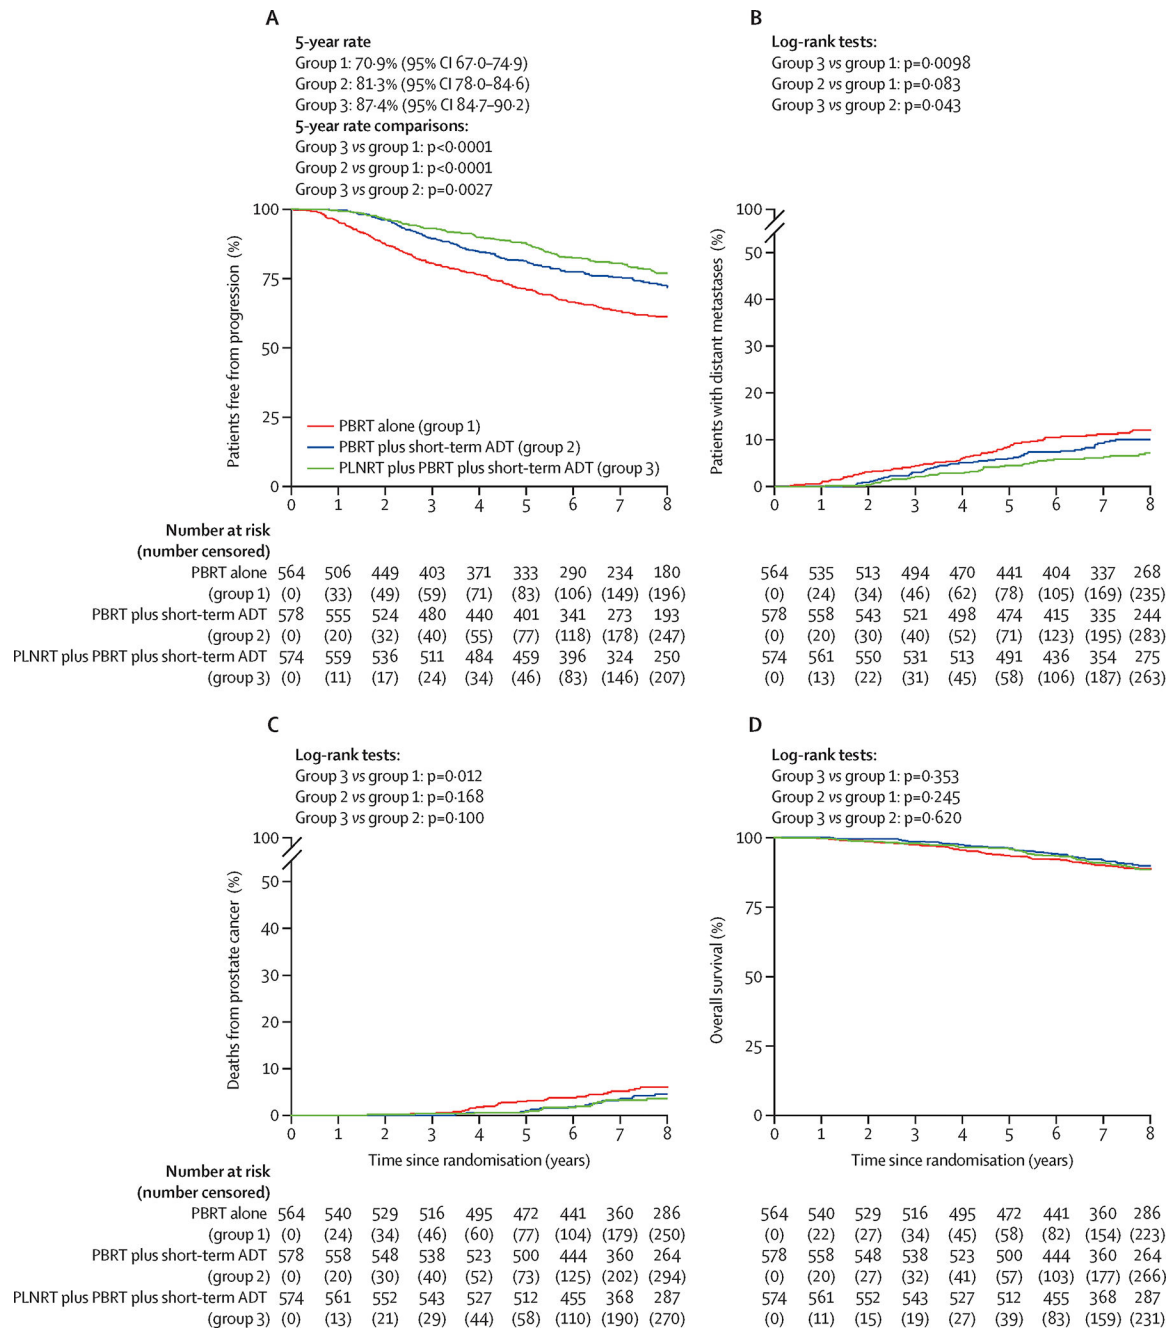 A
5-year rate
Group 1: 70·9% (95% CI 67·0–74·9)
Group 2: 81·3% (95% CI 78·0–84·6)
Group 3: 87·4% (95% CI 84·7–90·2)
5-year rate comparisons:
Group 3 vs group 1: p<0·0001
Group 2 vs group 1: p<0·0001
Group 3 vs group 2: p=0·0027
100
75
50
25
0
Patients free from progression (%)
PBRT alone (group 1)
PBRT plus short-term ADT (group 2)
PLNRT plus PBRT plus short-term ADT (group 3)
0 1 2 3 4 5 6 7 8
B
Log-rank tests:
Group 3 vs group 1: p=0·0098
Group 2 vs group 1: p=0·083
Group 3 vs group 2: p=0·043
100
50
40
30
20
10
0
Patients with distant metastases (%)
0 1 2 3 4 5 6 7 8
Number at risk
(number censored)
PBRT alone 564 506 449 403 371 333 290 234 180 564 535 513 494 470 441 404 337 268
(group 1) (0) (33) (49) (59) (71) (83) (106) (149) (196) (0) (24) (34) (46) (62) (78) (105) (169) (235)
PBRT plus short-term ADT 578 555 524 480 440 401 341 273 193 578 558 543 521 498 474 415 335 244
(group 2) (0) (20) (32) (40) (55) (77) (118) (178) (247) (0) (20) (30) (40) (52) (71) (123) (195) (283)
PLNRT plus PBRT plus short-term ADT 574 559 536 511 484 459 396 324 250 574 561 550 531 513 491 436 354 275
(group 3) (0) (11) (17) (24) (34) (46) (83) (146) (207) (0) (13) (22) (31) (45) (58) (106) (187) (263)
C
Log-rank tests:
Group 3 vs group 1: p=0·012
Group 2 vs group 1: p=0·168
Group 3 vs group 2: p=0·100
100
50
40
30
20
10
0
Deaths from prostate cancer (%)
0 1 2 3 4 5 6 7 8
Time since randomisation (years)
D
Log-rank tests:
Group 3 vs group 1: p=0·353
Group 2 vs group 1: p=0·245
Group 3 vs group 2: p=0·620
100
75
50
25
0
Overall survival (%)
0 1 2 3 4 5 6 7 8
Time since randomisation (years)
Number at risk
(number censored)
PBRT alone 564 540 529 516 495 472 441 360 286 564 540 529 516 495 472 441 360 286
(group 1) (0) (24) (34) (46) (60) (77) (104) (179) (250) (0) (22) (27) (34) (45) (58) (82) (154) (223)
PBRT plus short-term ADT 578 558 548 538 523 500 444 360 264 578 558 548 538 523 500 444 360 264
(group 2) (0) (20) (30) (40) (52) (73) (125) (202) (294) (0) (20) (27) (32) (41) (57) (103) (177) (266)
PLNRT plus PBRT plus short-term ADT 574 561 552 543 527 512 455 368 287 574 561 552 543 527 512 455 368 287
(group 3) (0) (13) (21) (29) (44) (58) (110) (190) (270) (0) (11) (15) (19) (27) (39) (83) (159) (231)